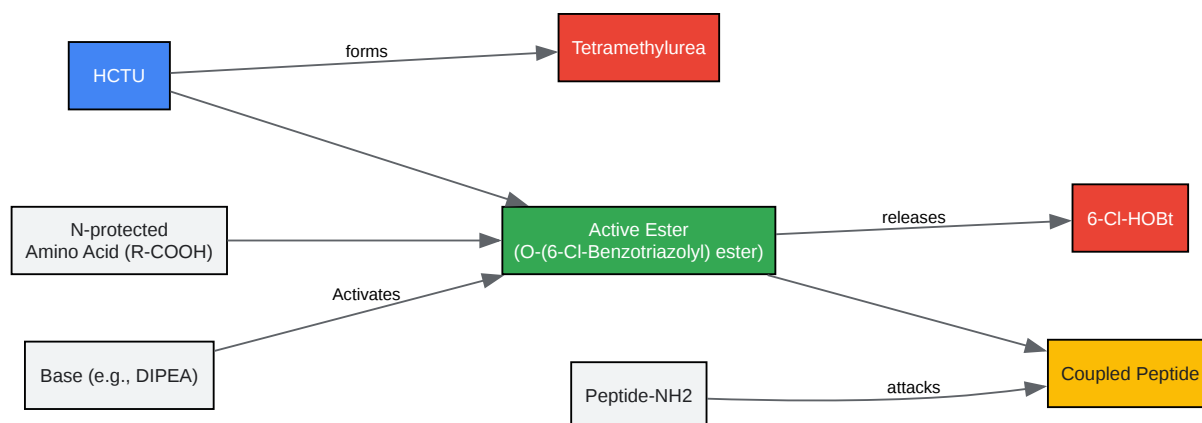 HCTU
forms
Tetramethylurea
N-protected
Amino Acid (R-COOH)
Active Ester
(O-(6-Cl-Benzotriazolyl) ester)
releases
6-Cl-HOBt
Activates
Base (e.g., DIPEA)
Peptide-NH2
attacks
Coupled Peptide